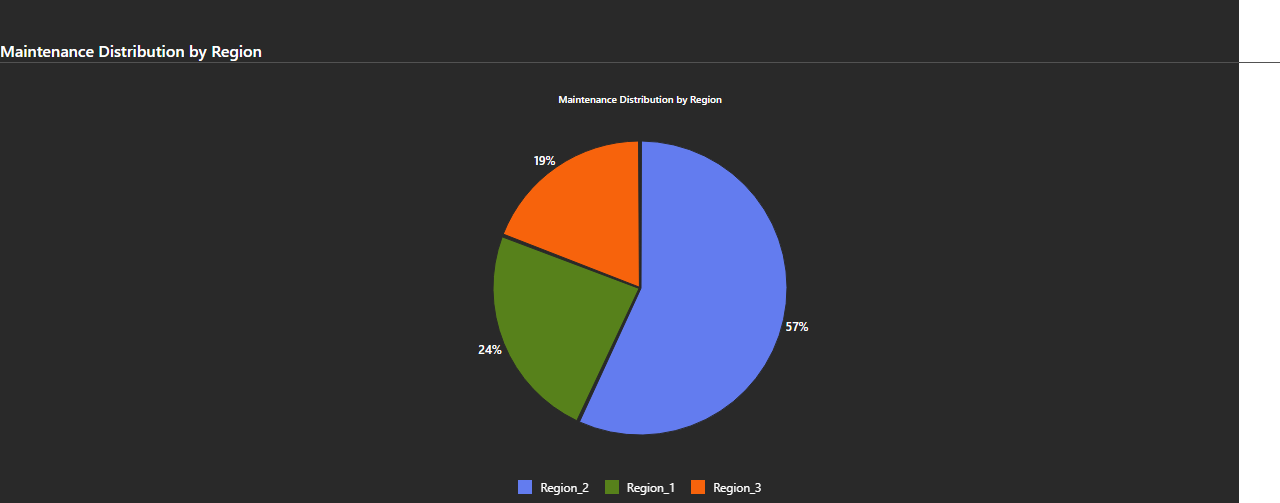 Maintenance Distribution by Region
Maintenance Distribution by Region
19%
57%
24%
Region_2 Region_1 Region_3